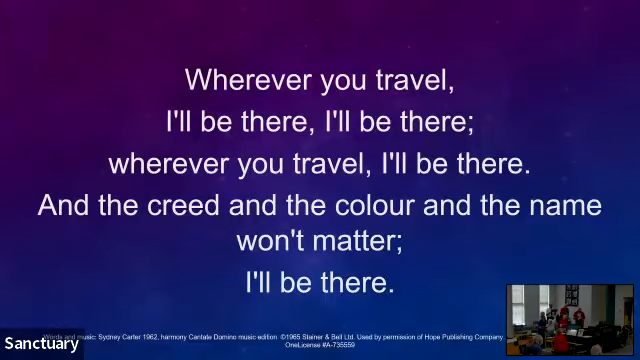 Wherever you travel,
I'll be there, I'll be there;
wherever you travel, I'll be there.
And the creed and the colour and the name
won't matter;
I'll be there.
Words and music: Sydney Carter 1962, harmony Cantate Domino music edition. ©1965 Stainer & Bell Ltd. Used by permission of Hope Publishing Company.
OneLicense #A-735559
Sanctuary